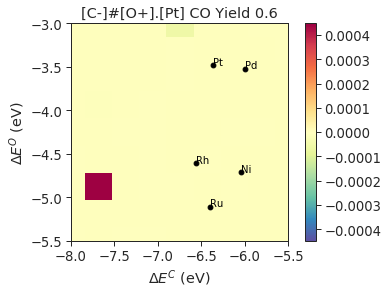 [C-]#[O+].[Pt] CO Yield 0.6
−3.0
−3.5
−4.0
−4.5
−5.0
−5.5
ΔE^O (eV)
Pt
Pd
Rh
Ni
Ru
−8.0 −7.5 −7.0 −6.5 −6.0 −5.5
ΔE^C (eV)
0.0004
0.0003
0.0002
0.0001
0.0000
−0.0001
−0.0002
−0.0003
−0.0004